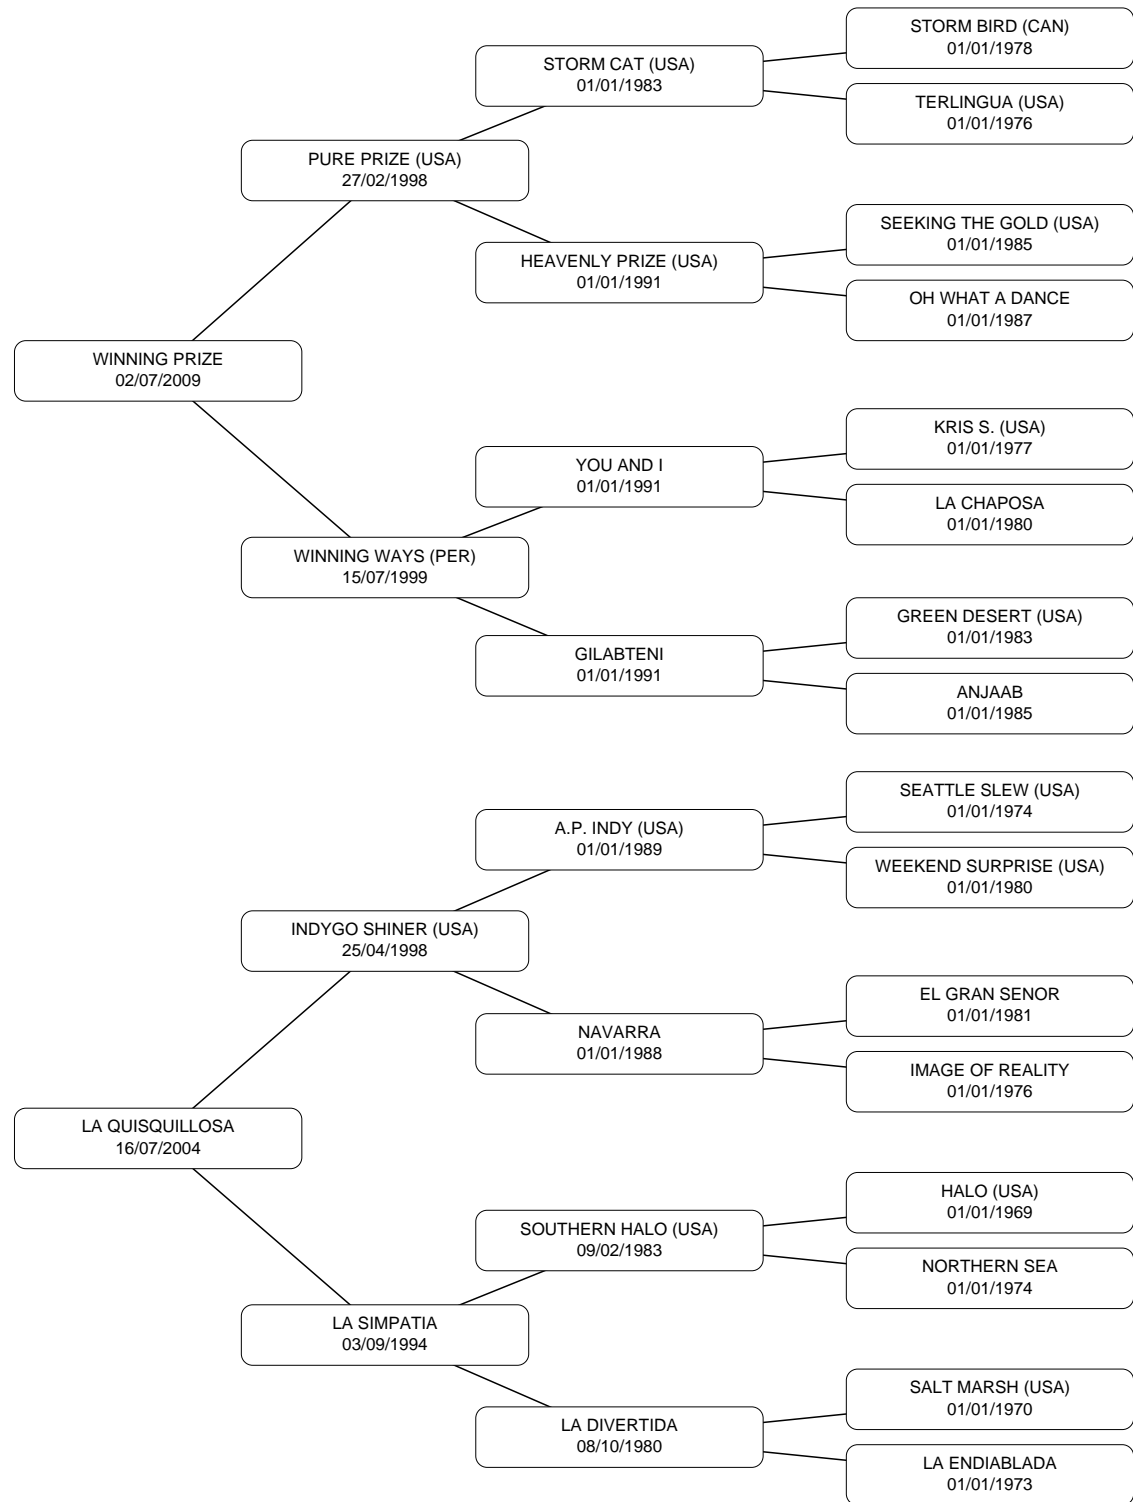 STORM BIRD (CAN)
01/01/1978
STORM CAT (USA)
01/01/1983
TERLINGUA (USA)
01/01/1976
PURE PRIZE (USA)
27/02/1998
SEEKING THE GOLD (USA)
01/01/1985
HEAVENLY PRIZE (USA)
01/01/1991
OH WHAT A DANCE
01/01/1987
WINNING PRIZE
02/07/2009
KRIS S. (USA)
01/01/1977
YOU AND I
01/01/1991
LA CHAPOSA
01/01/1980
WINNING WAYS (PER)
15/07/1999
GREEN DESERT (USA)
01/01/1983
GILABTENI
01/01/1991
ANJAAB
01/01/1985
SEATTLE SLEW (USA)
01/01/1974
A.P. INDY (USA)
01/01/1989
WEEKEND SURPRISE (USA)
01/01/1980
INDYGO SHINER (USA)
25/04/1998
EL GRAN SENOR
01/01/1981
NAVARRA
01/01/1988
IMAGE OF REALITY
01/01/1976
LA QUISQUILLOSA
16/07/2004
HALO (USA)
01/01/1969
SOUTHERN HALO (USA)
09/02/1983
NORTHERN SEA
01/01/1974
LA SIMPATIA
03/09/1994
SALT MARSH (USA)
01/01/1970
LA DIVERTIDA
08/10/1980
LA ENDIABLADA
01/01/1973